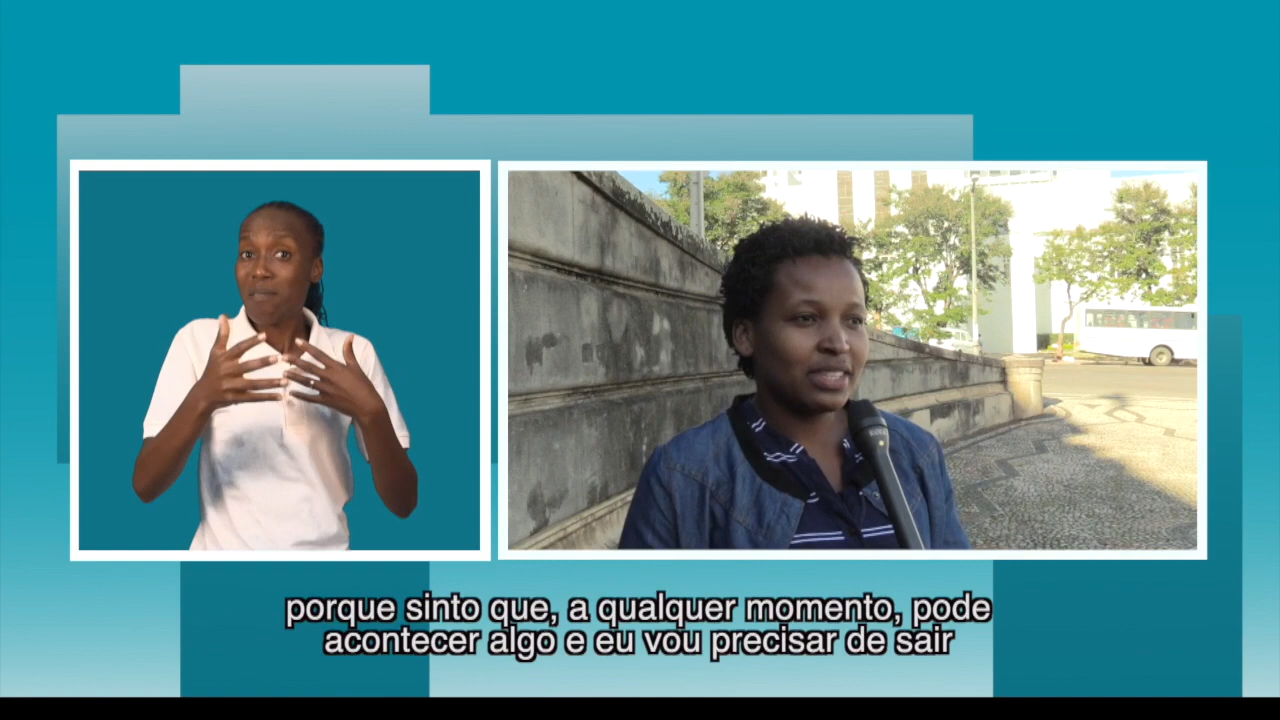 porque sinto que, a qualquer momento, pode
acontecer algo e eu vou precisar de sair